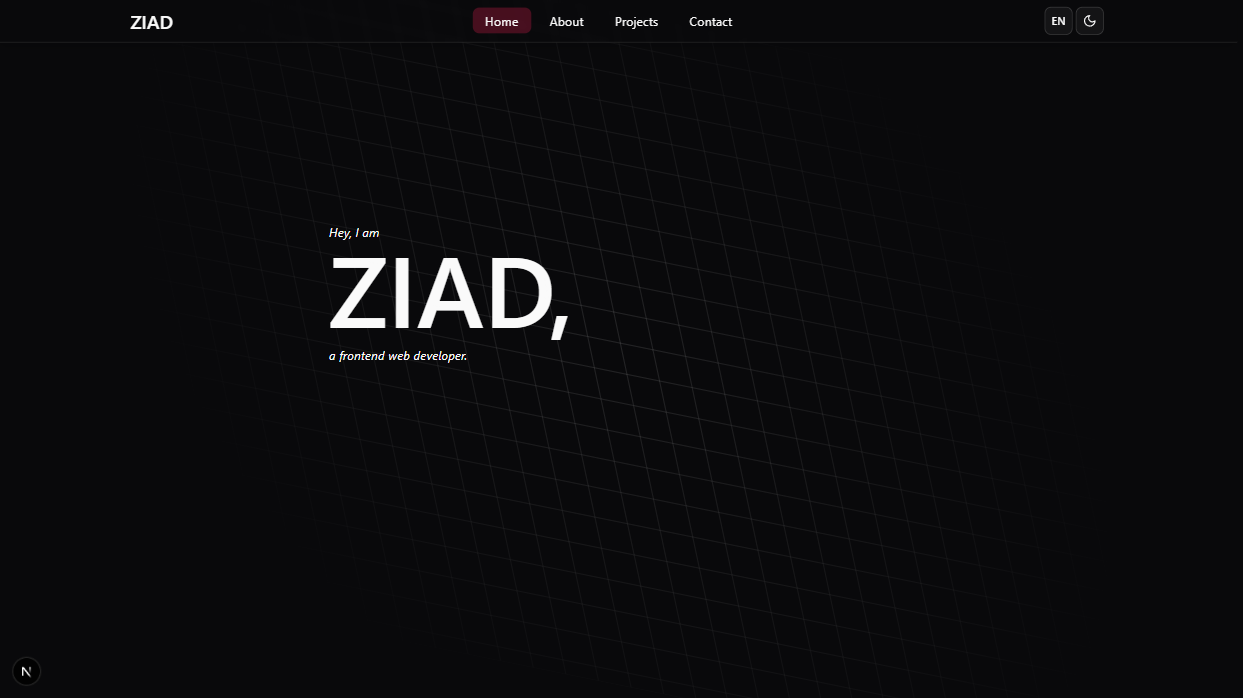 ZIAD
Home
About
Projects
Contact
EN
Hey, I am
ZIAD,
a frontend web developer.
N